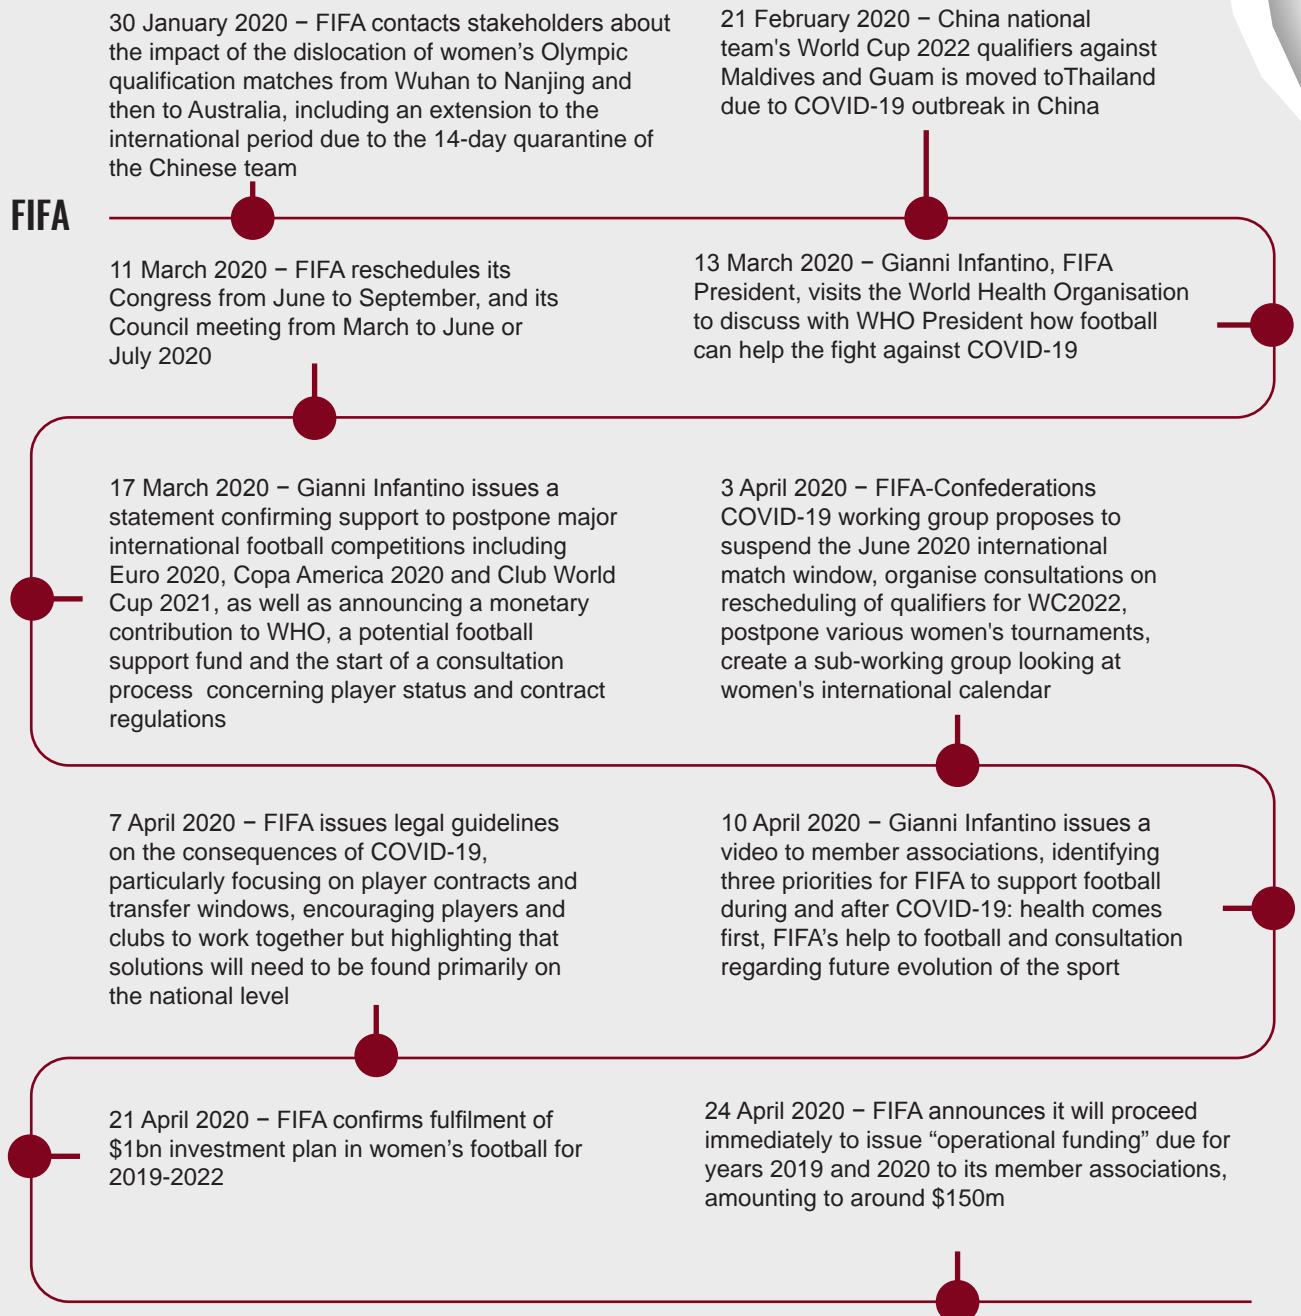 30 January 2020 – FIFA contacts stakeholders about
the impact of the dislocation of women’s Olympic
qualification matches from Wuhan to Nanjing and
then to Australia, including an extension to the
international period due to the 14-day quarantine of
the Chinese team
21 February 2020 – China national
team's World Cup 2022 qualifiers against
Maldives and Guam is moved toThailand
due to COVID-19 outbreak in China
FIFA
11 March 2020 – FIFA reschedules its
Congress from June to September, and its
Council meeting from March to June or
July 2020
13 March 2020 – Gianni Infantino, FIFA
President, visits the World Health Organisation
to discuss with WHO President how football
can help the fight against COVID-19
17 March 2020 – Gianni Infantino issues a
statement confirming support to postpone major
international football competitions including
Euro 2020, Copa America 2020 and Club World
Cup 2021, as well as announcing a monetary
contribution to WHO, a potential football
support fund and the start of a consultation
process  concerning player status and contract
regulations
3 April 2020 – FIFA-Confederations
COVID-19 working group proposes to
suspend the June 2020 international
match window, organise consultations on
rescheduling of qualifiers for WC2022,
postpone various women's tournaments,
create a sub-working group looking at
women's international calendar
7 April 2020 – FIFA issues legal guidelines
on the consequences of COVID-19,
particularly focusing on player contracts and
transfer windows, encouraging players and
clubs to work together but highlighting that
solutions will need to be found primarily on
the national level
10 April 2020 – Gianni Infantino issues a
video to member associations, identifying
three priorities for FIFA to support football
during and after COVID-19: health comes
first, FIFA’s help to football and consultation
regarding future evolution of the sport
21 April 2020 – FIFA confirms fulfilment of
$1bn investment plan in women’s football for
2019-2022
24 April 2020 – FIFA announces it will proceed
immediately to issue “operational funding” due for
years 2019 and 2020 to its member associations,
amounting to around $150m